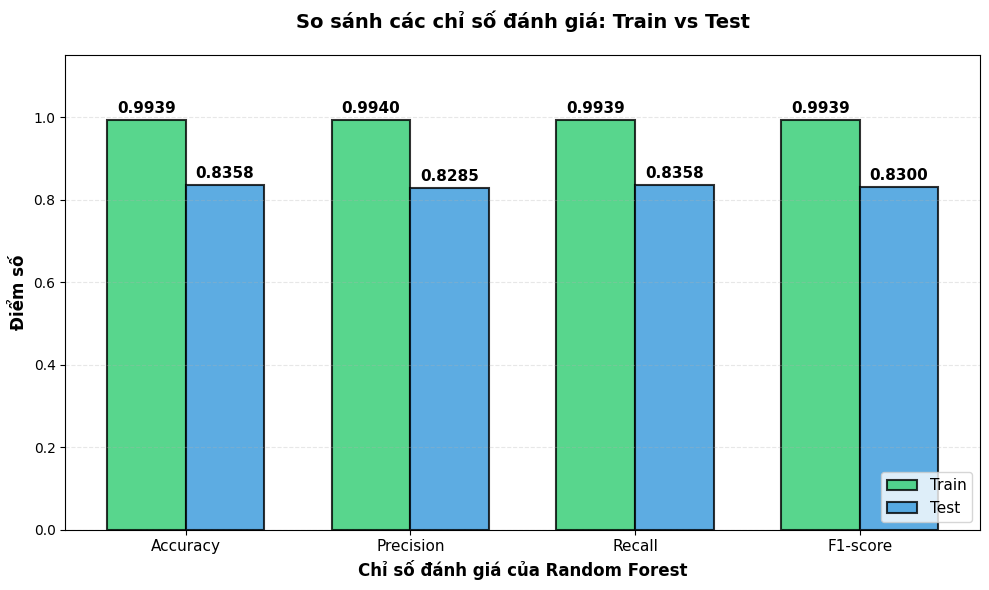 So sánh các chỉ số đánh giá: Train vs Test
Điểm số
1.0
0.8
0.6
0.4
0.2
0.0
0.9939
0.8358
0.9940
0.8285
0.9939
0.8358
0.9939
0.8300
Train
Test
Accuracy
Precision
Recall
F1-score
Chỉ số đánh giá của Random Forest